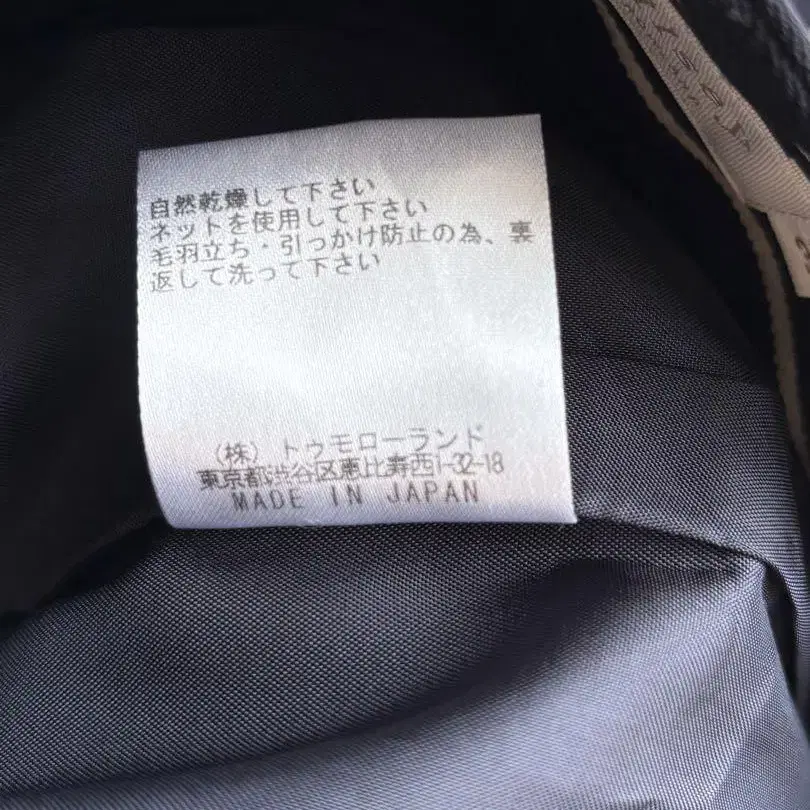 自然乾燥して下さい
ネットを使用して下さい
毛羽立ち・引っかけ防止の為、裏
返して洗って下さい
(株) トゥモローランド
東京都渋谷区恵比寿西1-32-18
MADE IN JAPAN